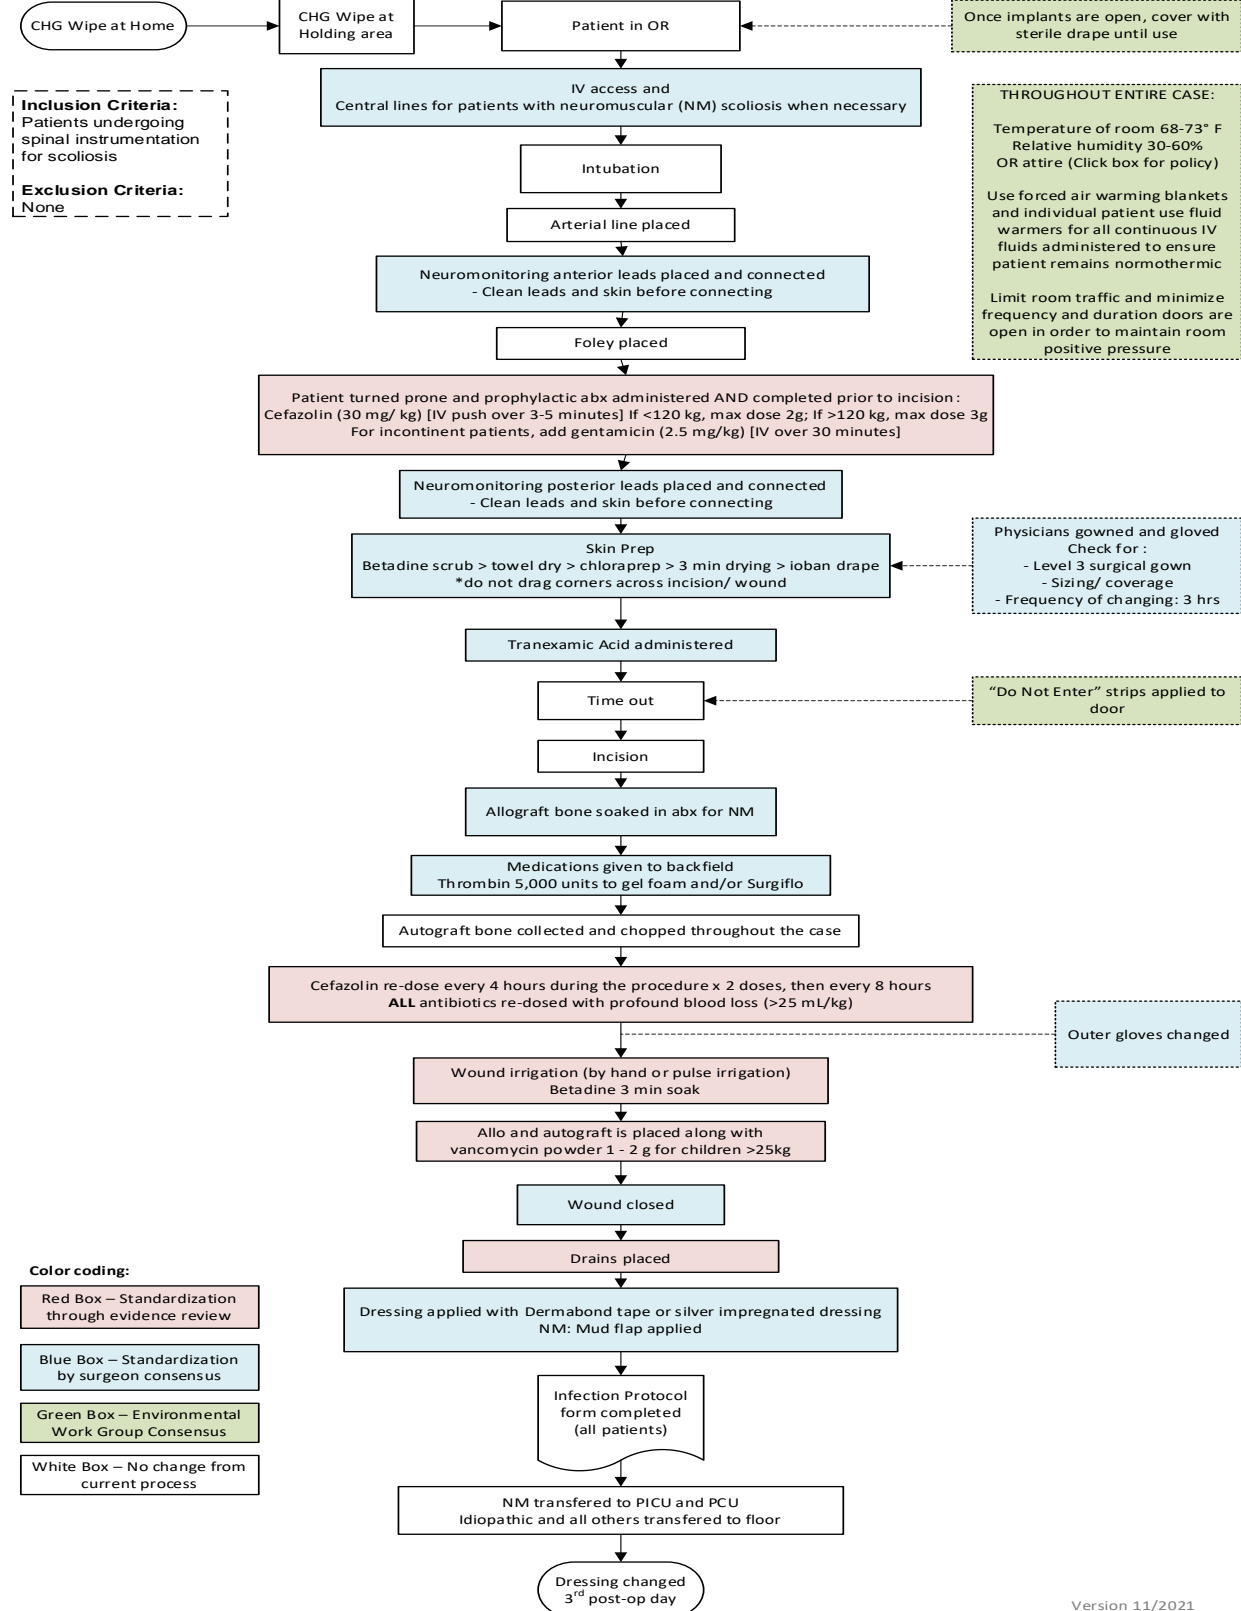 CHG Wipe at Home
CHG Wipe at
Holding area
Patient in OR
Once implants are open, cover with
sterile drape until use
Inclusion Criteria:
Patients undergoing
spinal instrumentation
for scoliosis
Exclusion Criteria:
None
IV access and
Central lines for patients with neuromuscular (NM) scoliosis when necessary
THROUGHOUT ENTIRE CASE:
Temperature of room 68-73° F
Relative humidity 30-60%
OR attire (Click box for policy)
Use forced air warming blankets
and individual patient use fluid
warmers for all continuous IV
fluids administered to ensure
patient remains normothermic
Limit room traffic and minimize
frequency and duration doors are
open in order to maintain room
positive pressure
Intubation
Arterial line placed
Neuromonitoring anterior leads placed and connected
- Clean leads and skin before connecting
Foley placed
Patient turned prone and prophylactic abx administered AND completed prior to incision :
Cefazolin (30 mg/ kg) [IV push over 3-5 minutes] If <120 kg, max dose 2g; If >120 kg, max dose 3g
For incontinent patients, add gentamicin (2.5 mg/kg) [IV over 30 minutes]
Neuromonitoring posterior leads placed and connected
- Clean leads and skin before connecting
Skin Prep
Betadine scrub > towel dry > chloraprep > 3 min drying > ioban drape
*do not drag corners across incision/ wound
Physicians gowned and gloved
Check for :
- Level 3 surgical gown
- Sizing/ coverage
- Frequency of changing: 3 hrs
Tranexamic Acid administered
Time out
“Do Not Enter” strips applied to
door
Incision
Allograft bone soaked in abx for NM
Medications given to backfield
Thrombin 5,000 units to gel foam and/or Surgiflo
Autograft bone collected and chopped throughout the case
Cefazolin re-dose every 4 hours during the procedure x 2 doses, then every 8 hours
ALL antibiotics re-dosed with profound blood loss (>25 mL/kg)
Outer gloves changed
Wound irrigation (by hand or pulse irrigation)
Betadine 3 min soak
Allo and autograft is placed along with
vancomycin powder 1 - 2 g for children >25kg
Wound closed
Drains placed
Dressing applied with Dermabond tape or silver impregnated dressing
NM: Mud flap applied
Color coding:
Red Box – Standardization
through evidence review
Blue Box – Standardization
by surgeon consensus
Green Box – Environmental
Work Group Consensus
White Box – No change from
current process
Infection Protocol
form completed
(all patients)
NM transfered to PICU and PCU
Idiopathic and all others transfered to floor
Dressing changed
3rd post-op day
Version 11/2021